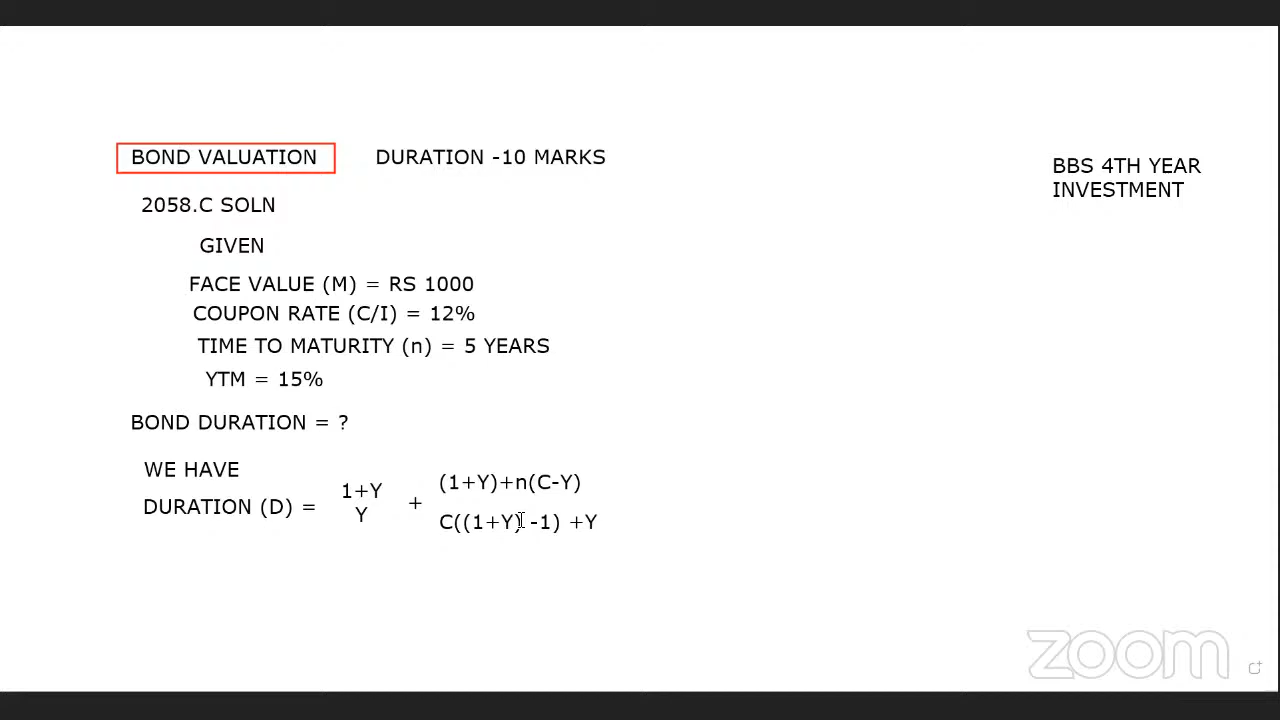 BOND VALUATION DURATION -10 MARKS
BBS 4TH YEAR
INVESTMENT
2058.C SOLN
GIVEN
FACE VALUE (M) = RS 1000
COUPON RATE (C/I) = 12%
TIME TO MATURITY (n) = 5 YEARS
YTM = 15%
BOND DURATION = ?
WE HAVE
DURATION (D) =
1+Y
Y
+
(1+Y)+n(C-Y)
C((1+Y) -1) +Y
zoom